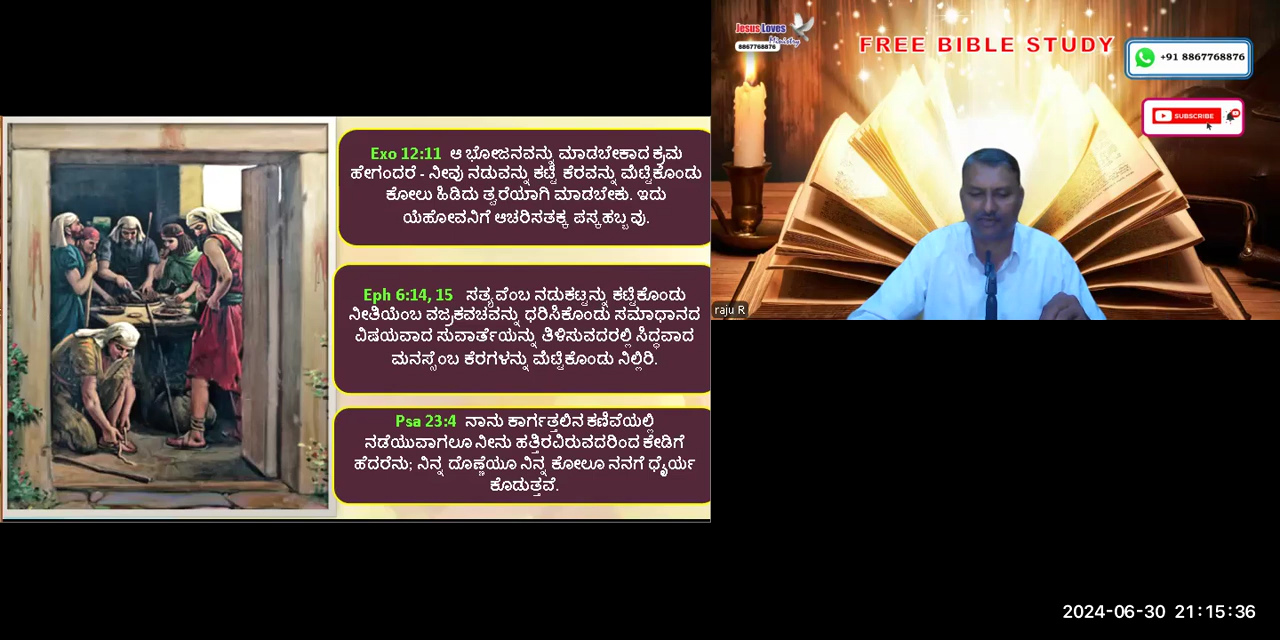 Exo 12:11 ಆ ಭೋಜನವನ್ನು ಮಾಡಬೇಕಾದ ಕ್ರಮ
ಹೇಗಂದರೆ - ನೀವು ನಡುವನ್ನು ಕಟ್ಟಿ ಕೆರವನ್ನು ಮೆಟ್ಟಿಕೊಂಡು
ಕೋಲು ಹಿಡಿದು ತ್ವರೆಯಾಗಿ ಮಾಡಬೇಕು. ಇದು
ಯೆಹೋವನಿಗೆ ಆಚರಿಸತಕ್ಕ ಪಸ್ಕಹಬ್ಬವು.
Eph 6:14, 15 ಸತ್ಯವೆಂಬ ನಡುಕಟ್ಟನ್ನು ಕಟ್ಟಿಕೊಂಡು
ನೀತಿಯೆಂಬ ವಜ್ರಕವಚವನ್ನು ಧರಿಸಿಕೊಂಡು ಸಮಾಧಾನದ
ವಿಷಯವಾದ ಸುವಾರ್ತೆಯನ್ನು ತಿಳಿಸುವದರಲ್ಲಿ ಸಿದ್ಧವಾದ
ಮನಸ್ಸೆಂಬ ಕೆರಗಳನ್ನು ಮೆಟ್ಟಿಕೊಂಡು ನಿಲ್ಲಿರಿ.
Psa 23:4 ನಾನು ಕಾರ್ಗತ್ತಲಿನ ಕಣಿವೆಯಲ್ಲಿ
ನಡೆಯುವಾಗಲೂ ನೀನು ಹತ್ತಿರವಿರುವದರಿಂದ ಕೇಡಿಗೆ
ಹೆದರೆನು; ನಿನ್ನ ದೊಣ್ಣೆಯೂ ನಿನ್ನ ಕೋಲೂ ನನಗೆ ಧೈರ್ಯ
ಕೊಡುತ್ತವೆ.
Jesus Loves
Ministry
8867768876
FREE BIBLE STUDY
+91 8867768876
SUBSCRIBE
raju R
2024-06-30 21:15:36